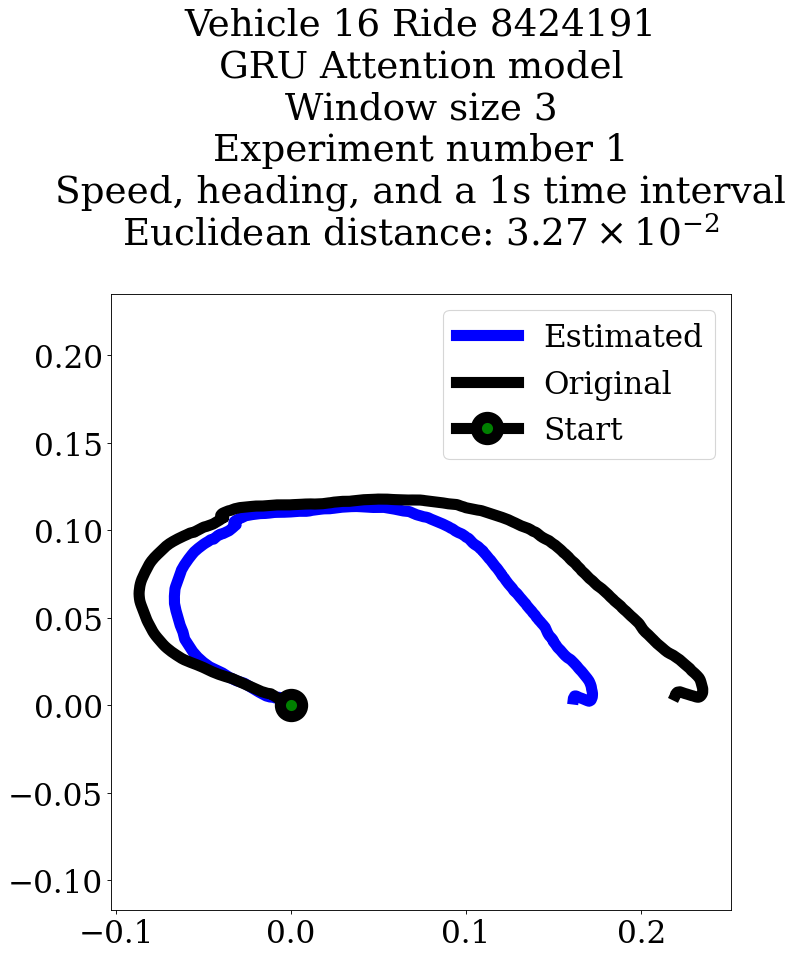 Vehicle 16 Ride 8424191
GRU Attention model
Window size 3
Experiment number 1
Speed, heading, and a 1s time interval
Euclidean distance: 3.27 × 10⁻²
Estimated
Original
Start
0.20
0.15
0.10
0.05
0.00
−0.05
−0.10
−0.1 0.0 0.1 0.2